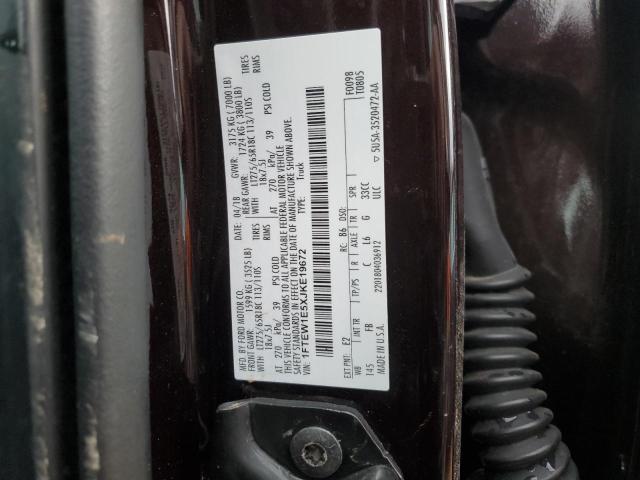 MFD. BY FORD MOTOR CO.
DATE: 04/18 GVWR: 3175 KG ( 7000 LB)
FRONT GAWR: 1599 KG ( 3525 LB) REAR GAWR: 1724 KG ( 3800 LB)
WITH LT275/65R18C 113/110S TIRES WITH LT275/65R18C 113/110S TIRES
18x7.5J RIMS 18x7.5J RIMS
AT 270 kPa/ 39 PSI COLD AT 270 kPa/ 39 PSI COLD
THIS VEHICLE CONFORMS TO ALL APPLICABLE FEDERAL MOTOR VEHICLE
SAFETY STANDARDS IN EFFECT ON THE DATE OF MANUFACTURE SHOWN ABOVE.
VIN: 1FTEW1E5XJKE19672 TYPE: Truck
F0098
T0805
EXT PNT: E2 RC: B6 DSO:
WB INT TR TP/PS R AXLE TR SPR
145 FB C L6 G 33CC
ULC
MADE IN U.S.A. 2201804036912 ▽ 5USA-3520472-AA